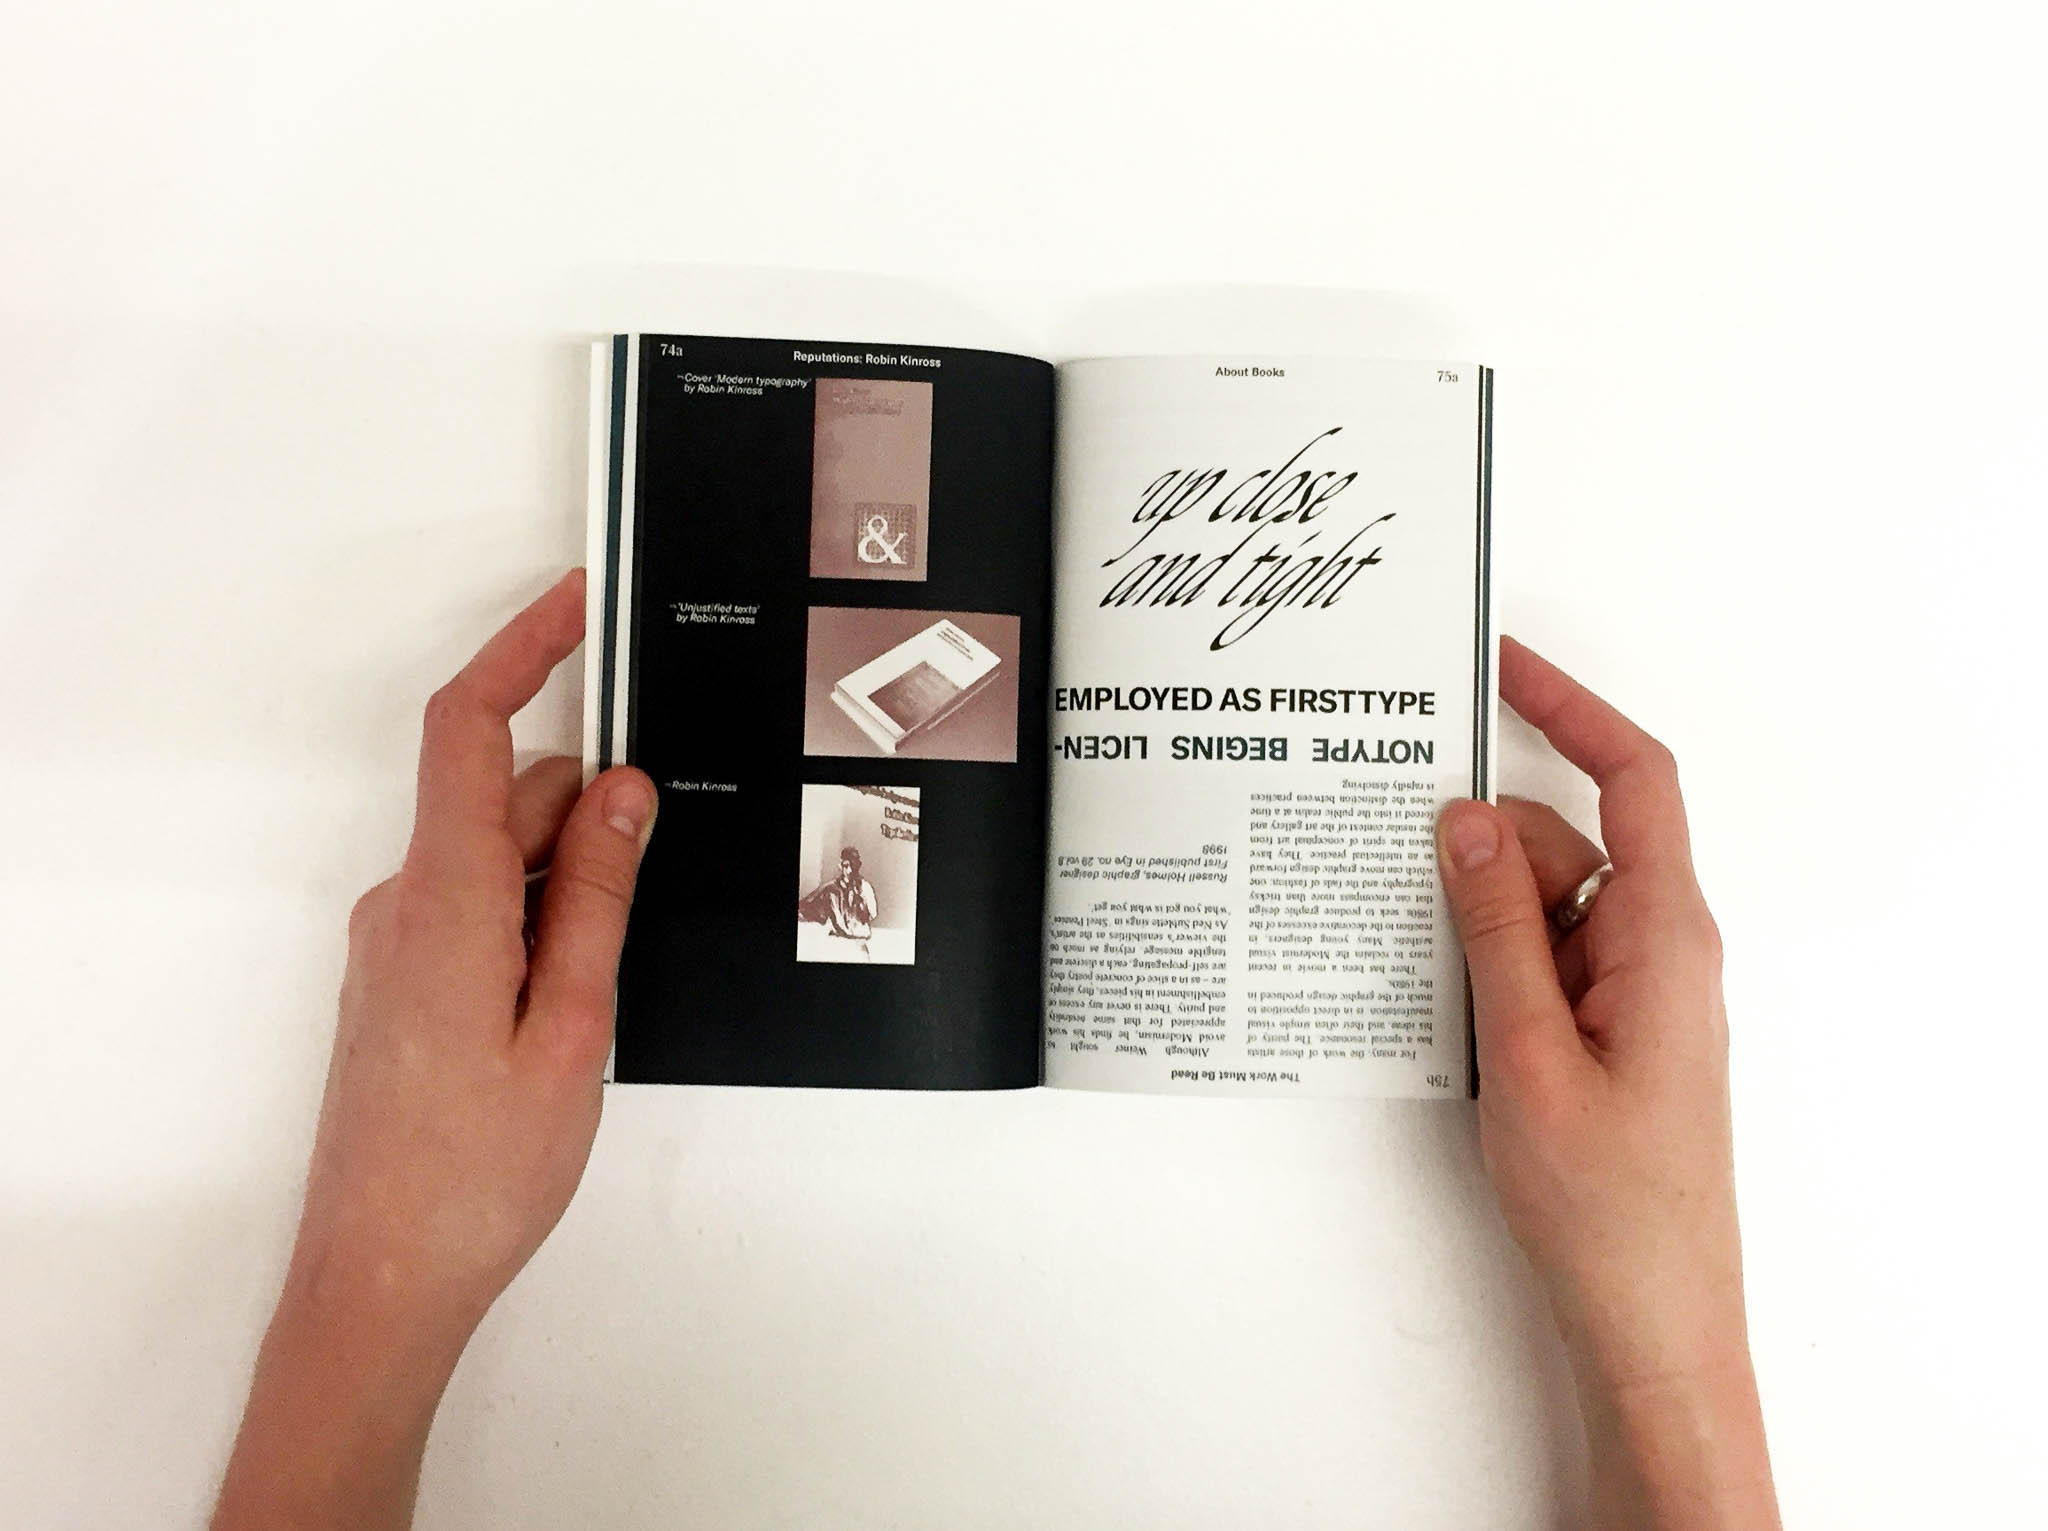 74a
Reputations: Robin Kinross
→Cover 'Modern typography'
by Robin Kinross
&
→'Unjustified texts'
by Robin Kinross
→Robin Kinross
About Books
75a
up close
and tight
EMPLOYED AS FIRSTTYPE
NOTYPE BEGINS LICEN-
75b
The Work Must Be Read
For many, the work of those artists
has a special resonance. The purity of
his ideas, and their often simple visual
manifestation is in direct opposition to
much of the graphic design produced in
the 1980s.
There has been a movie in recent
years to reclaim the Modernist visual
aesthetic. Many young designers, in
reaction to the decorative excesses of the
1980s, seek to produce graphic design
that can encompass more than tricksy
typography and the fads of fashion, one
which can move graphic design forward
as an intellectual practice. They have
taken the spirit of conceptual art from
the insular context of the art gallery and
forced it into the public realm at a time
when the distinction between practices
is rapidly dissolving
Although Weiner sought to
avoid Modernism, he finds his work
appreciated for that same neutrality
and purity. There is never any excess or
embellishment in his pieces, they simply
are – as in a slice of concrete poetry they
are self-propagating, each a discrete and
tangible message, relying as much on
the viewer's sensibilities as the artist's.
As Ned Sublette sings in 'Steel Pennies',
'what you got is what you get'.
Russell Holmes, graphic designer
First published in Eye no. 29 vol.8
1998